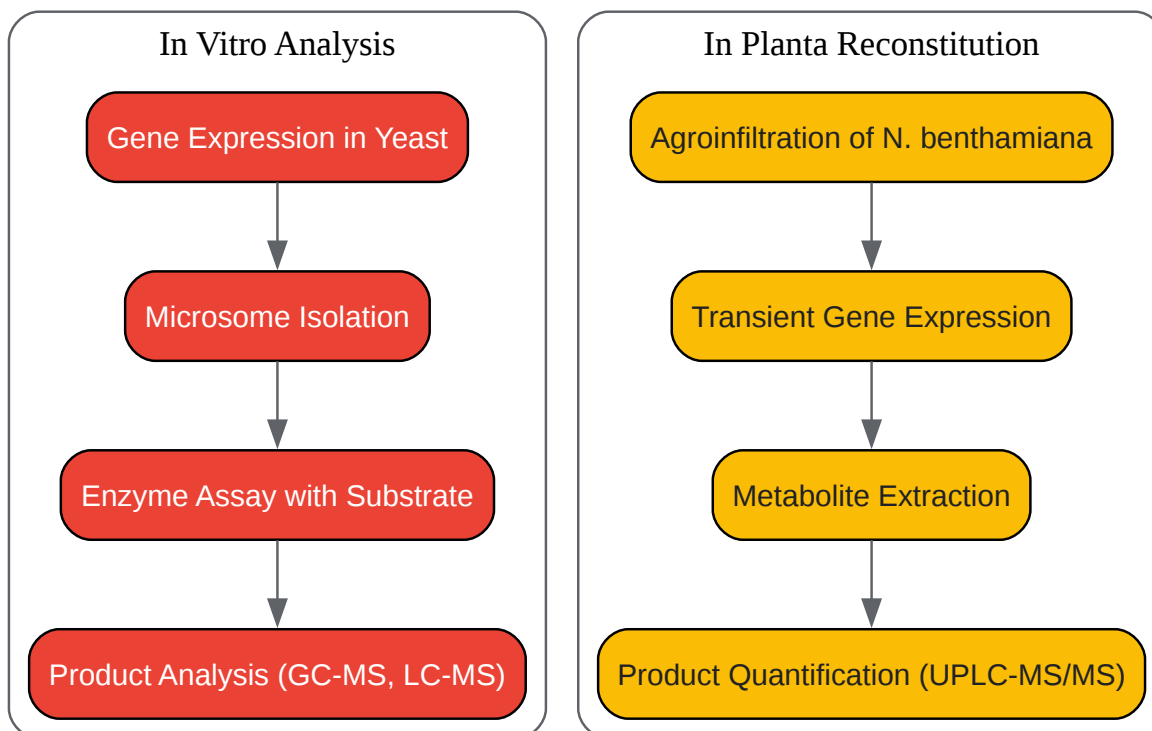 In Vitro Analysis
Gene Expression in Yeast
Microsome Isolation
Enzyme Assay with Substrate
Product Analysis (GC-MS, LC-MS)
In Planta Reconstitution
Agroinfiltration of N. benthamiana
Transient Gene Expression
Metabolite Extraction
Product Quantification (UPLC-MS/MS)